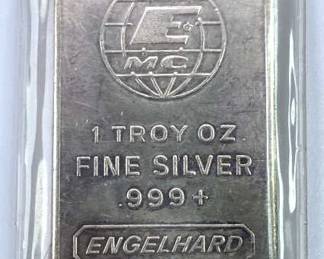 E
MC
1 TROY OZ.
FINE SILVER
.999+
ENGELHARD